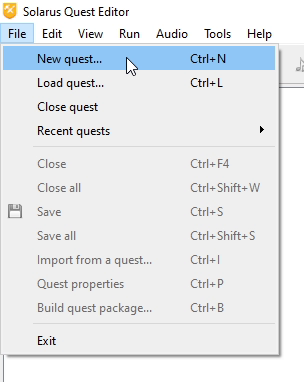 Solarus Quest Editor
File Edit View Run Audio Tools Help
New quest... Ctrl+N
Load quest... Ctrl+L
Close quest
Recent quests
Close Ctrl+F4
Close all Ctrl+Shift+W
Save Ctrl+S
Save all Ctrl+Shift+S
Import from a quest... Ctrl+I
Quest properties Ctrl+P
Build quest package... Ctrl+B
Exit